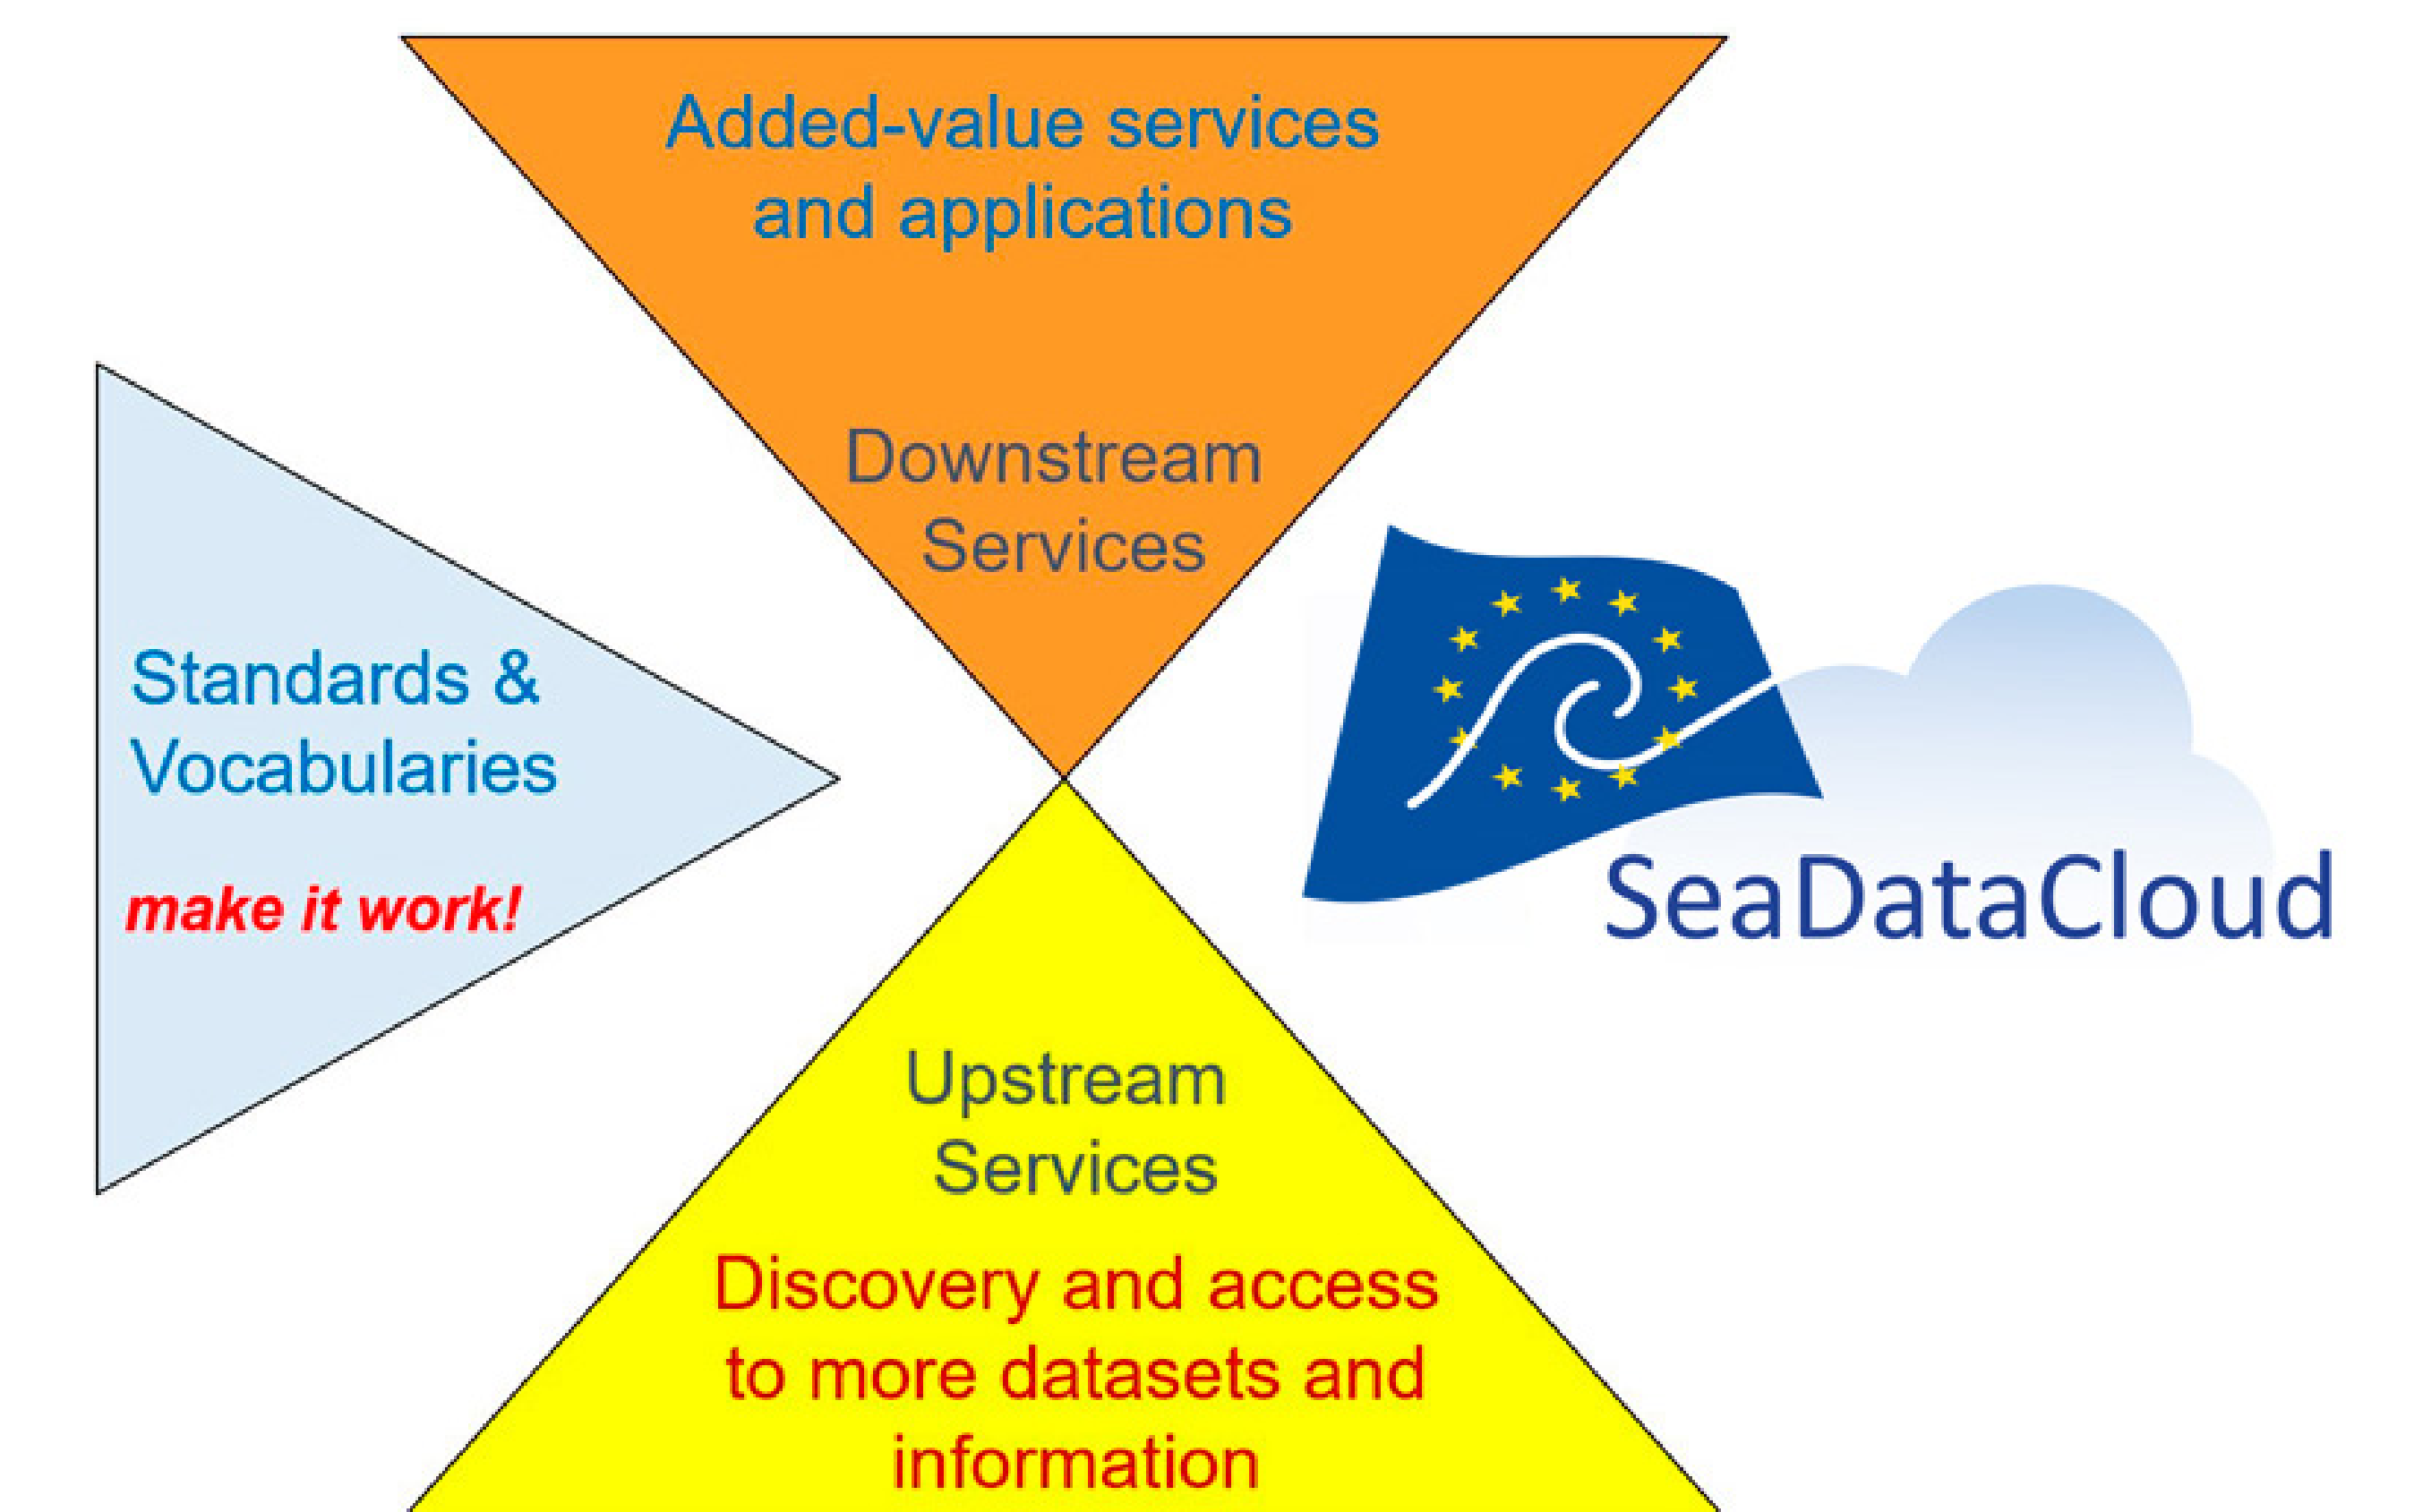 Added-value services
and applications
Downstream
Services
Standards &
Vocabularies
make it work!
SeaDataCloud
Upstream
Services
Discovery and access
to more datasets and
information